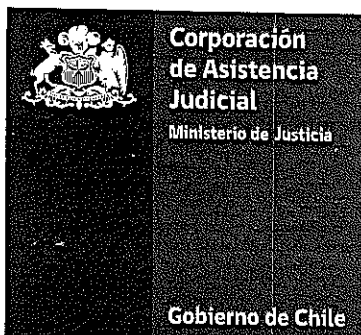 Corporación
de Asistencia
Judicial
Ministerio de Justicia
Gobierno de Chile